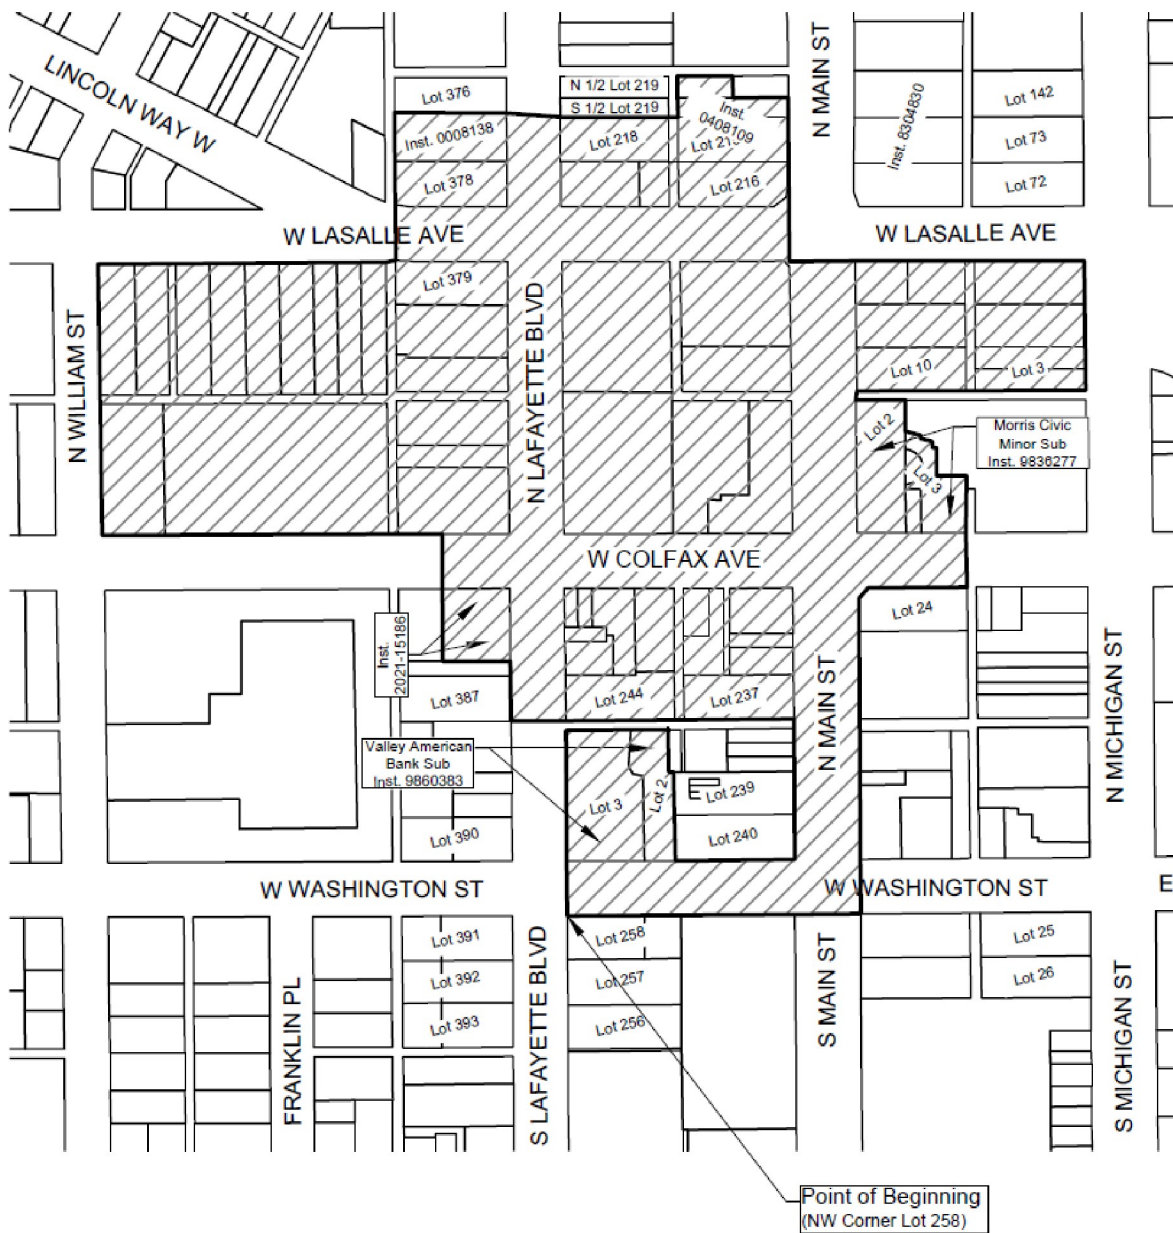 LINCOLN WAY W
N MAIN ST
Lot 376
N 1/2 Lot 219
S 1/2 Lot 219
Inst. 0408109
Inst. 8304830
Lot 142
Inst. 0008138
Lot 218
Lot 73
Lot 378
Lot 216
Lot 72
W LASALLE AVE
W LASALLE AVE
Lot 379
N WILLIAM ST
N LAFAYETTE BLVD
Lot 10
Lot 3
Lot 2
Morris Civic
Minor Sub
Inst. 9836277
Lot 3
W COLFAX AVE
Inst.
2021-15186
Lot 24
Lot 387
Lot 244
Lot 237
N MAIN ST
N MICHIGAN ST
Valley American
Bank Sub
Inst. 9860383
Lot 3
Lot 2
Lot 239
Lot 390
Lot 240
W WASHINGTON ST
W WASHINGTON ST
E
Lot 391
Lot 258
Lot 25
Lot 392
Lot 257
Lot 26
Lot 393
Lot 256
FRANKLIN PL
S LAFAYETTE BLVD
S MAIN ST
S MICHIGAN ST
Point of Beginning
(NW Corner Lot 258)